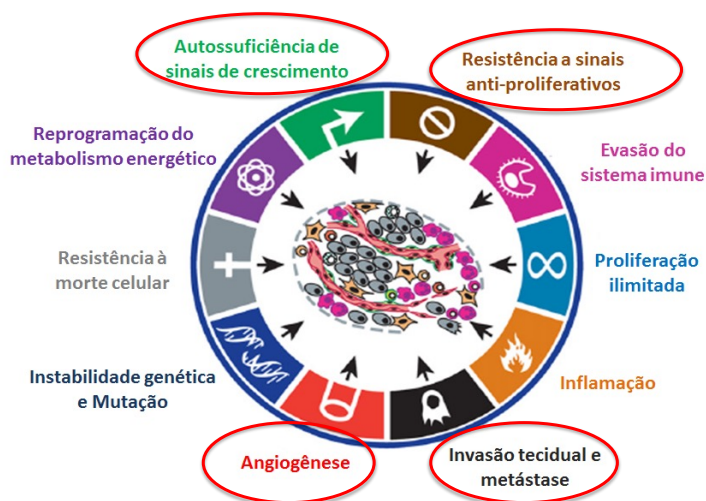 Autossuficiência de
sinais de crescimento
Resistência a sinais
anti-proliferativos
Reprogramação do
metabolismo energético
Evasão do
sistema imune
Resistência à
morte celular
Proliferação
ilimitada
Instabilidade genética
e Mutação
Inflamação
Angiogênese
Invasão tecidual e
metástase